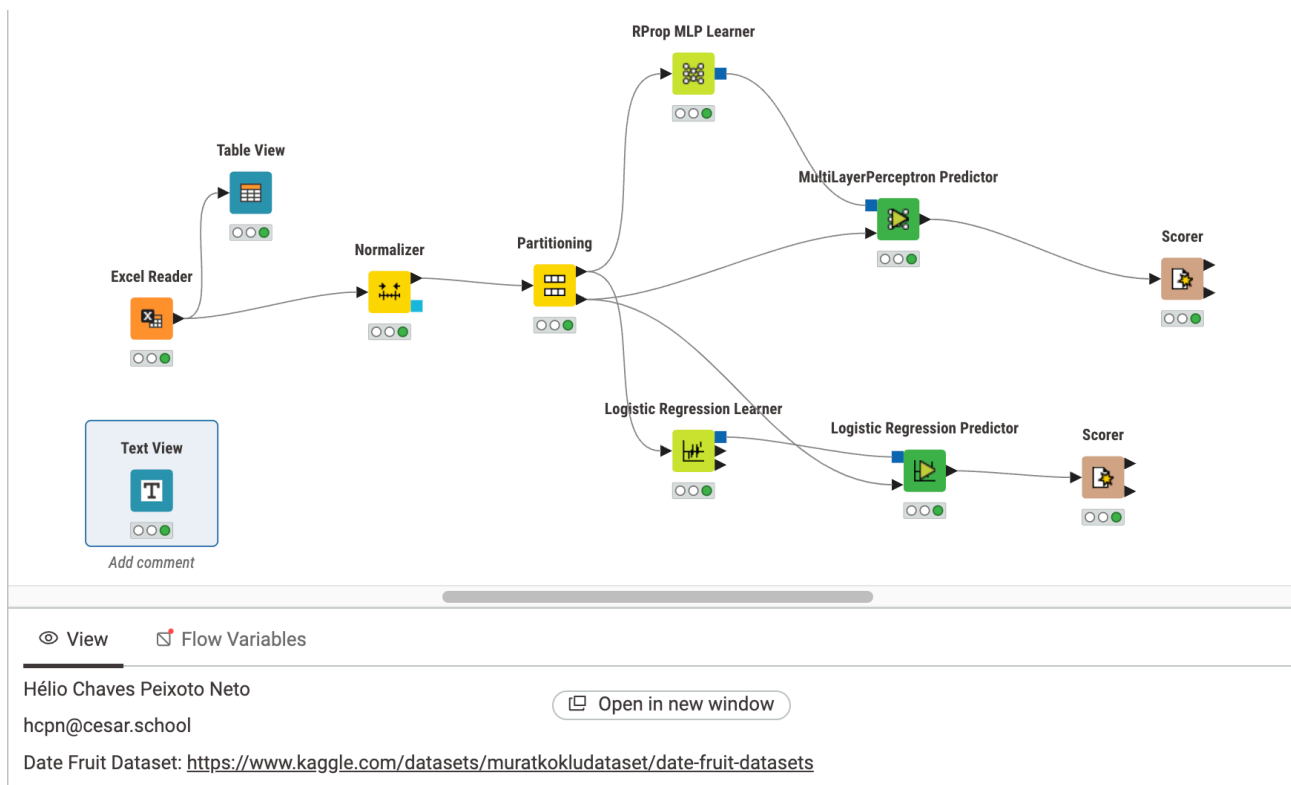 RProp MLP Learner
Table View
MultiLayerPerceptron Predictor
Normalizer
Partitioning
Scorer
Excel Reader
X
Logistic Regression Learner
Logistic Regression Predictor
Scorer
Text View
T
Add comment
View
Flow Variables
Hélio Chaves Peixoto Neto
Open in new window
hcpn@cesar.school
Date Fruit Dataset: https://www.kaggle.com/datasets/muratkokludataset/date-fruit-datasets